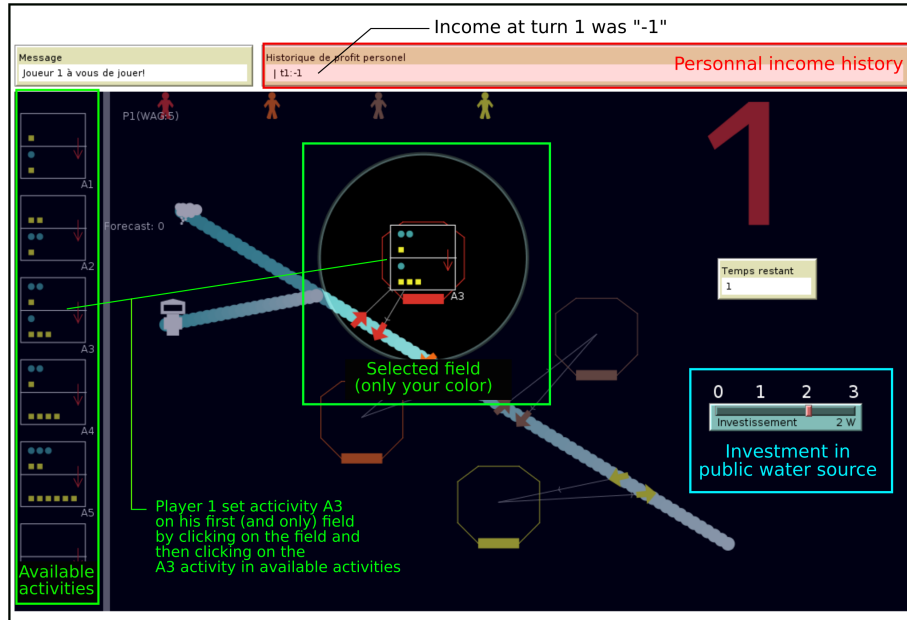 Income at turn 1 was "-1"
Message
Joueur 1 à vous de jouer!
Historique de profit personel
| t1:-1
Personnal income history
P1(WAG:5)
1
A1
Forecast: 0
A2
A3
Temps restant
1
A3
Selected field
(only your color)
0 1 2 3
Investissement 2 W
A4
Investment in
public water source
A5
Player 1 set acticivity A3
on his first (and only) field
by clicking on the field and
then clicking on the
A3 activity in available activities
Available
activities